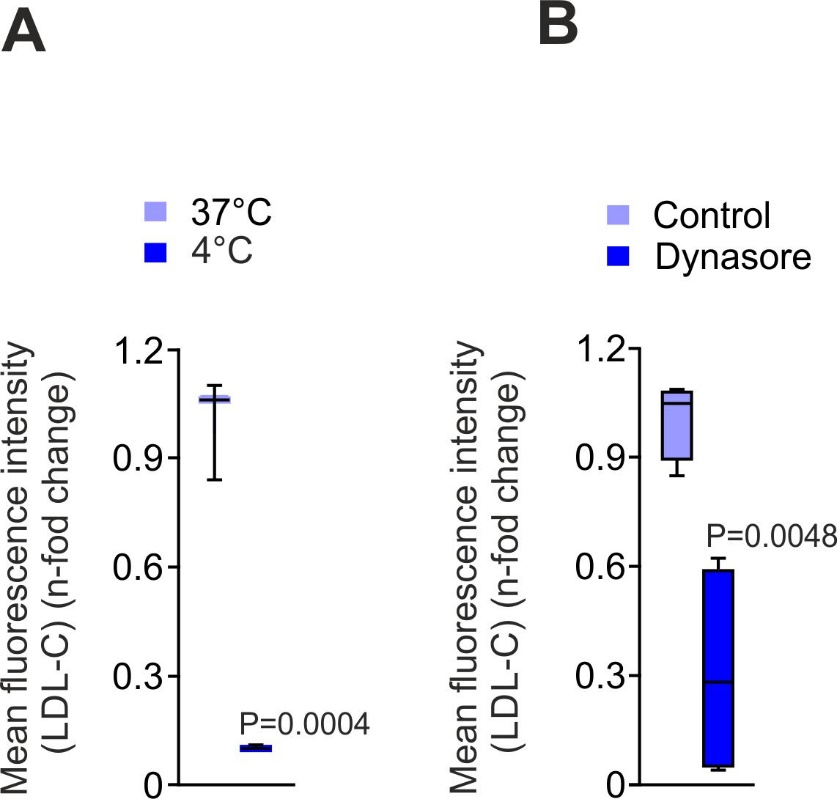 A
37°C
4°C
Mean fluorescence intensity
(LDL-C) (n-fod change)
1.2
0.9
0.6
0.3
0
P=0.0004
B
Control
Dynasore
Mean fluorescence intensity
(LDL-C) (n-fod change)
1.2
0.9
0.6
0.3
0
P=0.0048